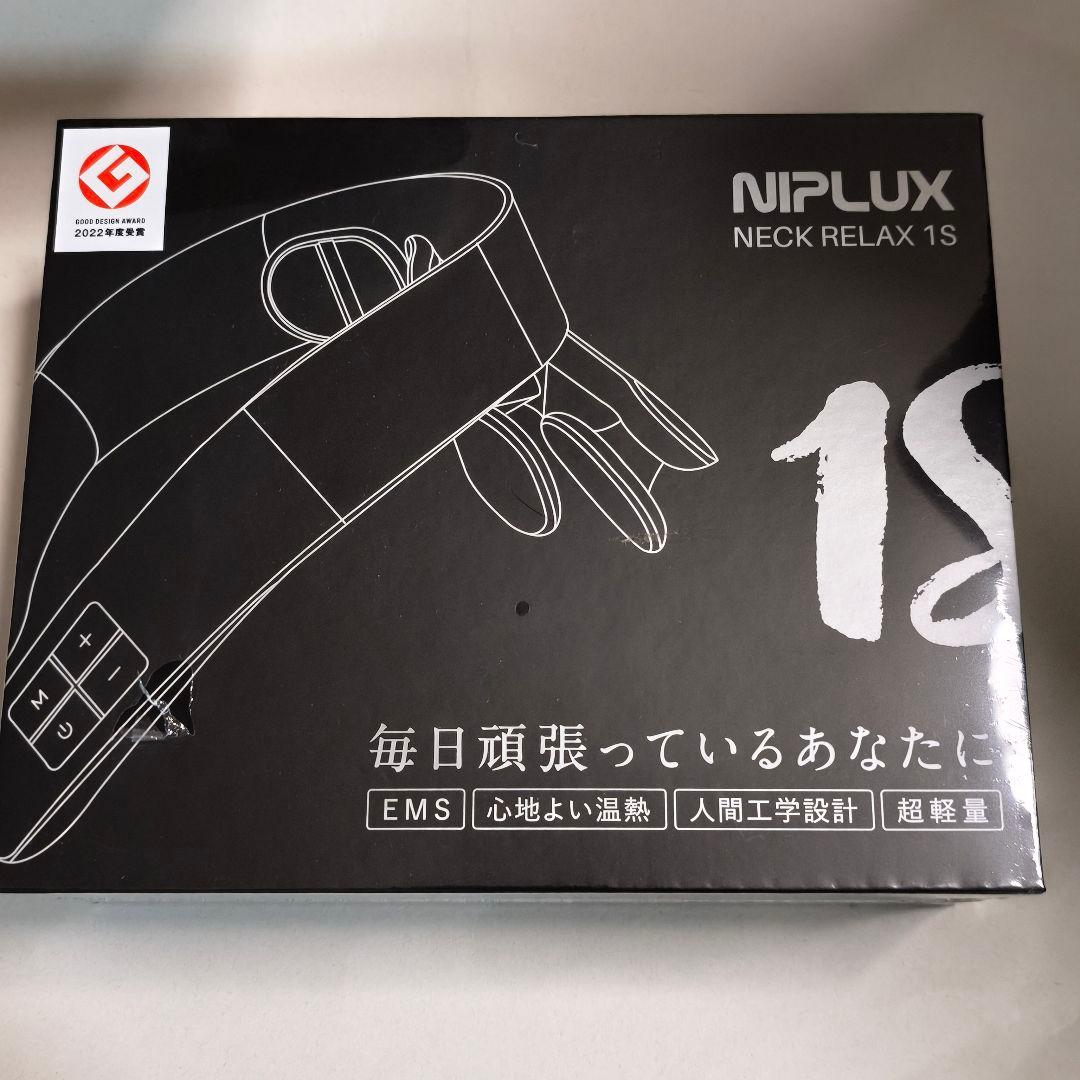 GOOD DESIGN AWARD
2022年度受賞
NIPLUX
NECK RELAX 1S
1S
+
-
M
毎日頑張っているあなたに
EMS 心地よい温熱 人間工学設計 超軽量